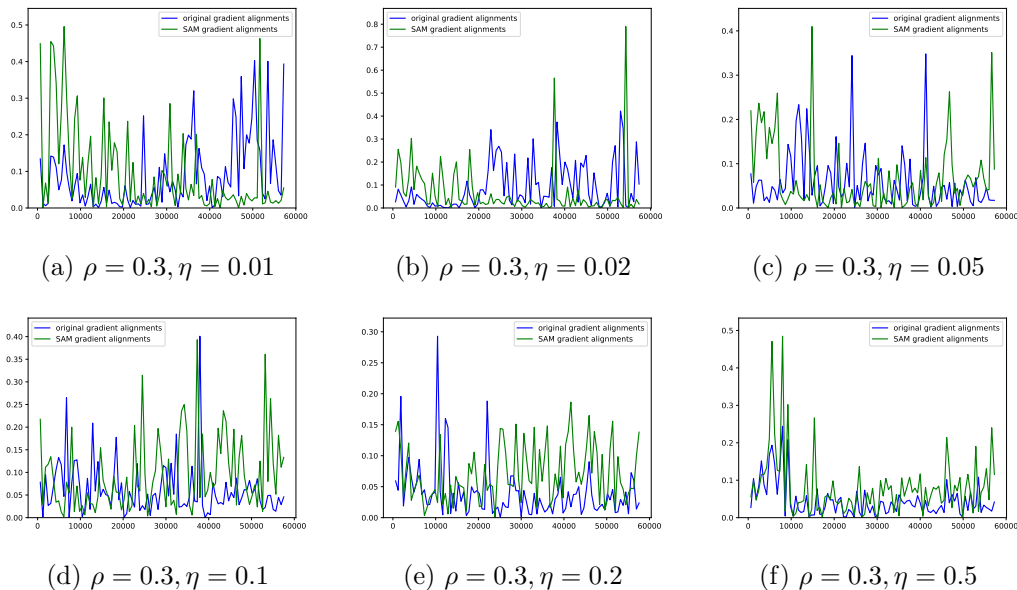 original gradient alignments
SAM gradient alignments
0.5
0.4
0.3
0.2
0.1
0.0
0 10000 20000 30000 40000 50000 60000
(a) ρ = 0.3, η = 0.01
original gradient alignments
SAM gradient alignments
0.8
0.7
0.6
0.5
0.4
0.3
0.2
0.1
0.0
0 10000 20000 30000 40000 50000 60000
(b) ρ = 0.3, η = 0.02
original gradient alignments
SAM gradient alignments
0.4
0.3
0.2
0.1
0.0
0 10000 20000 30000 40000 50000 60000
(c) ρ = 0.3, η = 0.05
original gradient alignments
SAM gradient alignments
0.40
0.35
0.30
0.25
0.20
0.15
0.10
0.05
0.00
0 10000 20000 30000 40000 50000 60000
(d) ρ = 0.3, η = 0.1
original gradient alignments
SAM gradient alignments
0.30
0.25
0.20
0.15
0.10
0.05
0.00
0 10000 20000 30000 40000 50000 60000
(e) ρ = 0.3, η = 0.2
original gradient alignments
SAM gradient alignments
0.5
0.4
0.3
0.2
0.1
0.0
0 10000 20000 30000 40000 50000 60000
(f) ρ = 0.3, η = 0.5